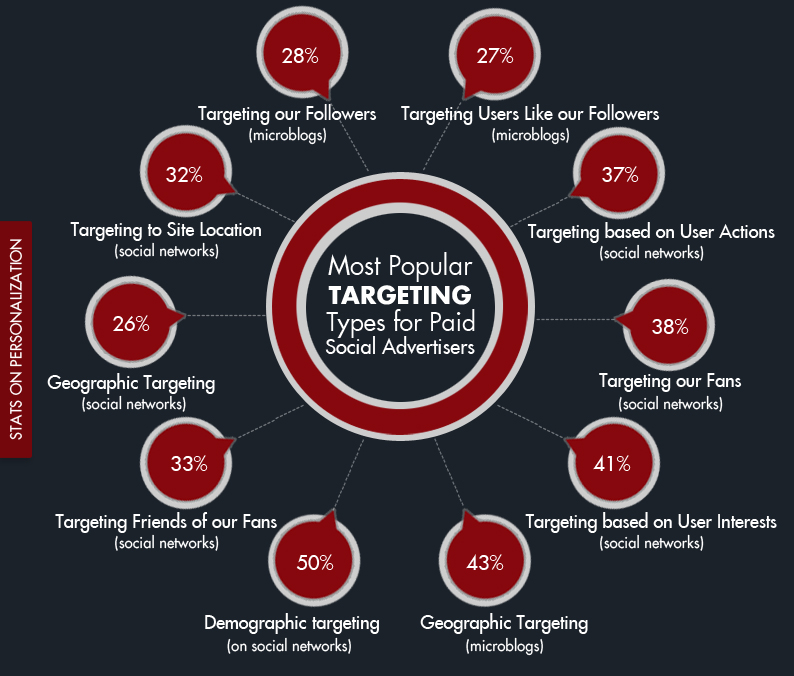 28%
Targeting our Followers
(microblogs)
27%
Targeting Users Like our Followers
(microblogs)
32%
Targeting to Site Location
(social networks)
37%
Targeting based on User Actions
(social networks)
STATS ON PERSONALIZATION
Most Popular
TARGETING
Types for Paid
Social Advertisers
26%
Geographic Targeting
(social networks)
38%
Targeting our Fans
(social networks)
33%
Targeting Friends of our Fans
(social networks)
41%
Targeting based on User Interests
(social networks)
50%
Demographic targeting
(on social networks)
43%
Geographic Targeting
(microblogs)